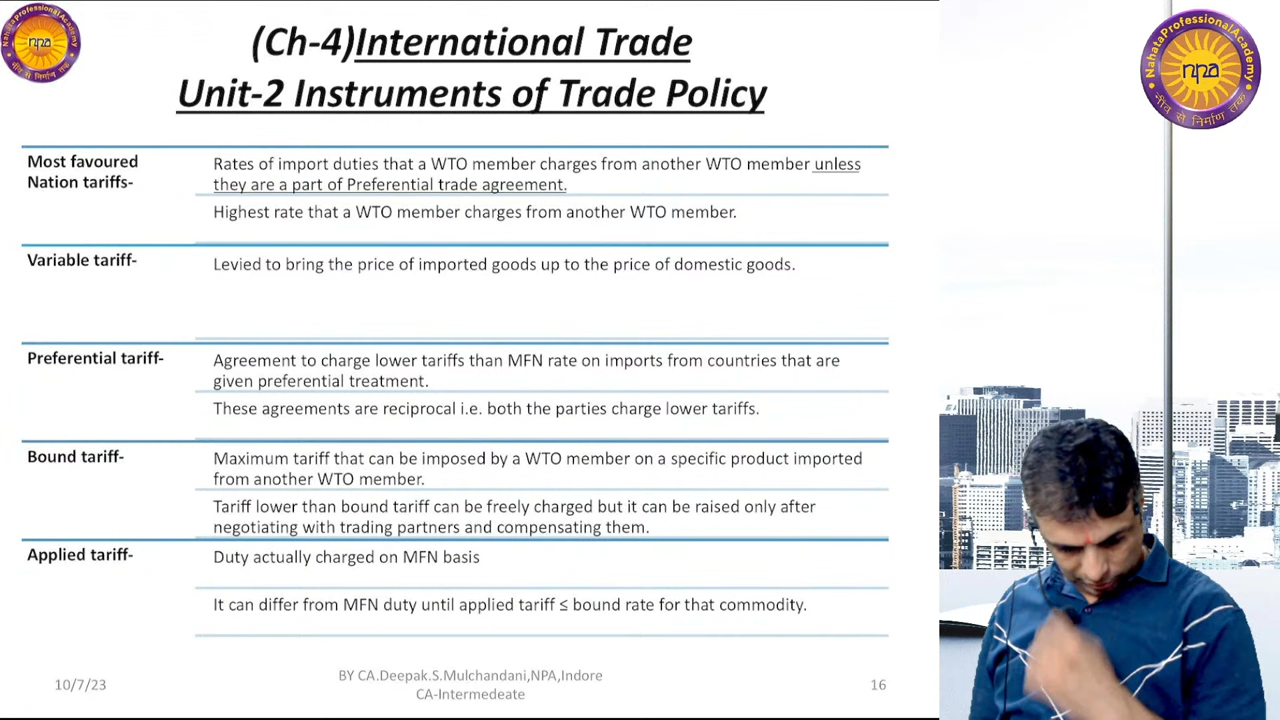 (Ch-4)International Trade
Unit-2 Instruments of Trade Policy
Most favoured
Nation tariffs-
Rates of import duties that a WTO member charges from another WTO member unless
they are a part of Preferential trade agreement.
Highest rate that a WTO member charges from another WTO member.
Variable tariff-
Levied to bring the price of imported goods up to the price of domestic goods.
Preferential tariff-
Agreement to charge lower tariffs than MFN rate on imports from countries that are
given preferential treatment.
These agreements are reciprocal i.e. both the parties charge lower tariffs.
Bound tariff-
Maximum tariff that can be imposed by a WTO member on a specific product imported
from another WTO member.
Tariff lower than bound tariff can be freely charged but it can be raised only after
negotiating with trading partners and compensating them.
Applied tariff-
Duty actually charged on MFN basis
It can differ from MFN duty until applied tariff ≤ bound rate for that commodity.
10/7/23
BY CA.Deepak.S.Mulchandani,NPA,Indore
CA-Intermedeate
16
NahataProfessionalAcademy
npa
नींव से निर्माण तक
NahataProfessionalAcademy
npa
नींव से निर्माण तक